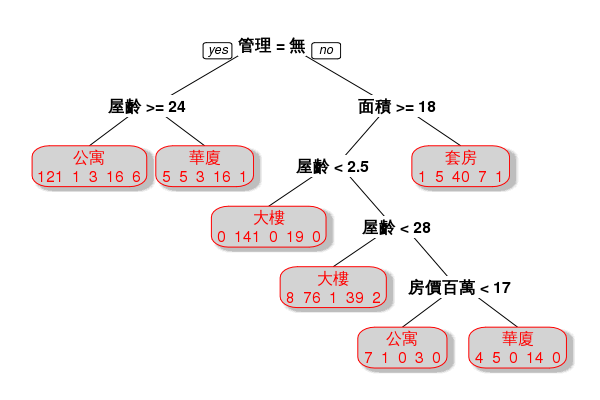 yes 管理 = 無 no
屋齡 >= 24
面積 >= 18
公寓
121 1 3 16 6
華廈
5 5 3 16 1
屋齡 < 2.5
套房
1 5 40 7 1
大樓
0 141 0 19 0
屋齡 < 28
大樓
8 76 1 39 2
房價百萬 < 17
公寓
7 1 0 3 0
華廈
4 5 0 14 0